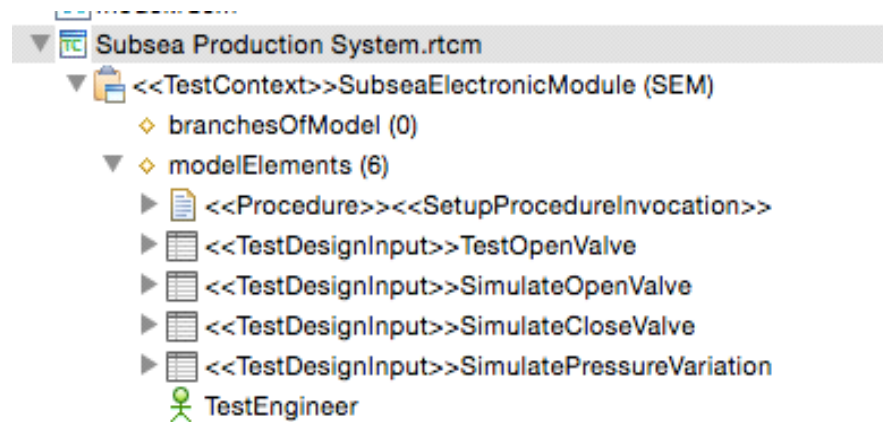 Subsea Production System.rtcm
<<TestContext>>SubseaElectronicModule (SEM)
branchesOfModel (0)
modelElements (6)
<<Procedure>><<SetupProcedureInvocation>>
<<TestDesignInput>>TestOpenValve
<<TestDesignInput>>SimulateOpenValve
<<TestDesignInput>>SimulateCloseValve
<<TestDesignInput>>SimulatePressureVariation
TestEngineer